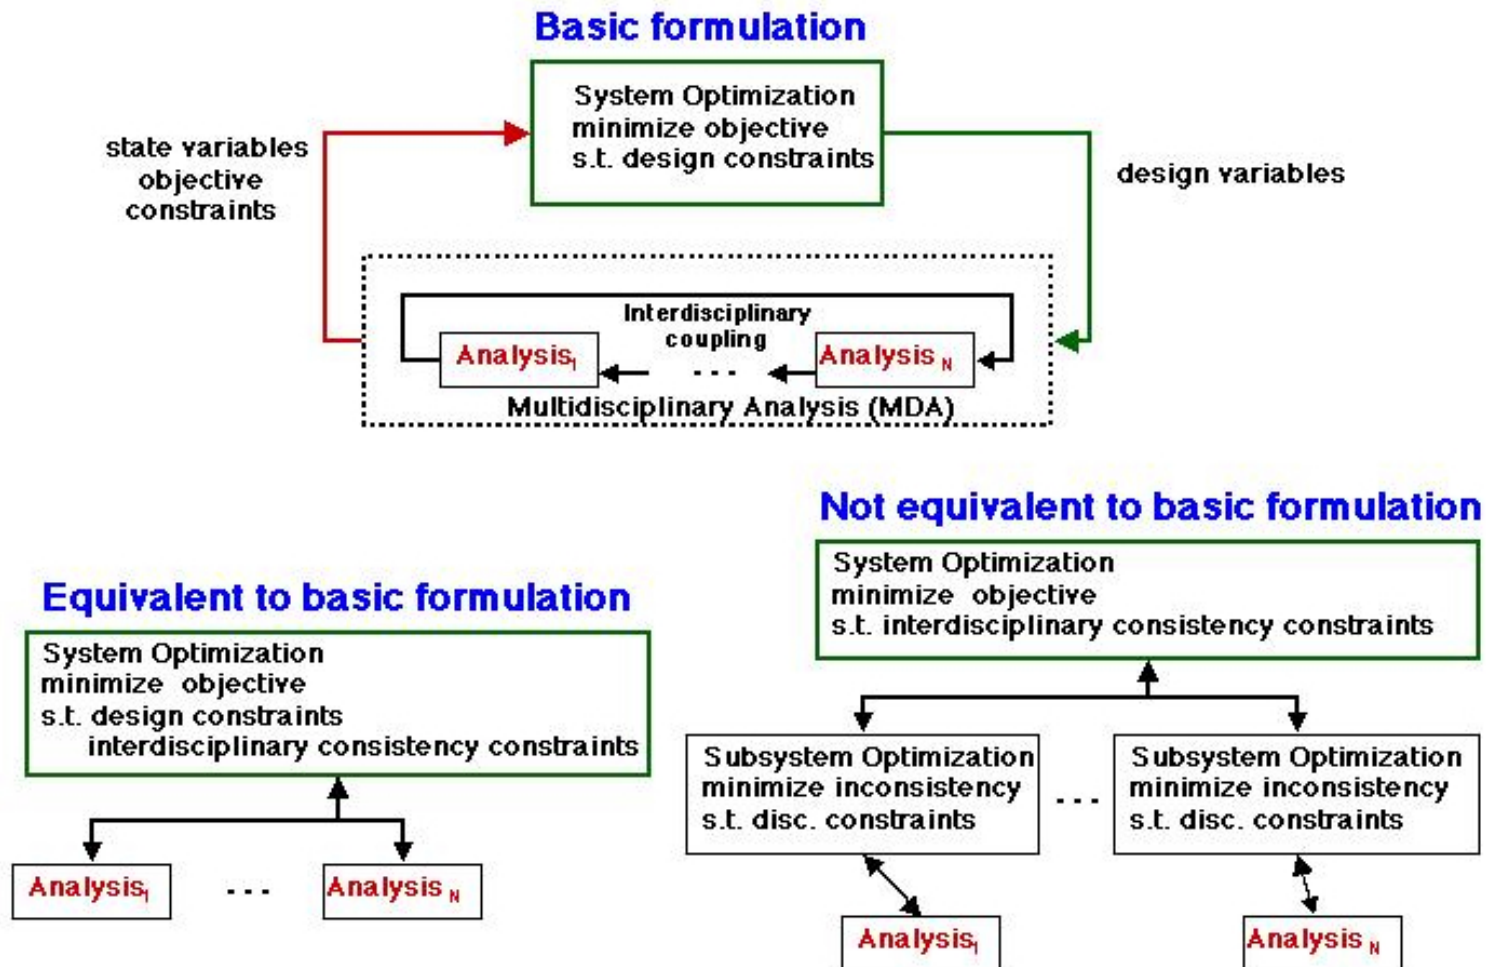 Basic formulation
System Optimization
minimize objective
s.t. design constraints
state variables
objective
constraints
design variables
Interdisciplinary
coupling
Analysis₁
. . .
Analysis N
Multidisciplinary Analysis (MDA)
Equivalent to basic formulation
System Optimization
minimize objective
s.t. design constraints
interdisciplinary consistency constraints
Analysis₁
. . .
Analysis N
Not equivalent to basic formulation
System Optimization
minimize objective
s.t. interdisciplinary consistency constraints
Subsystem Optimization
minimize inconsistency
s.t. disc. constraints
. . .
Subsystem Optimization
minimize inconsistency
s.t. disc. constraints
Analysis₁
Analysis N